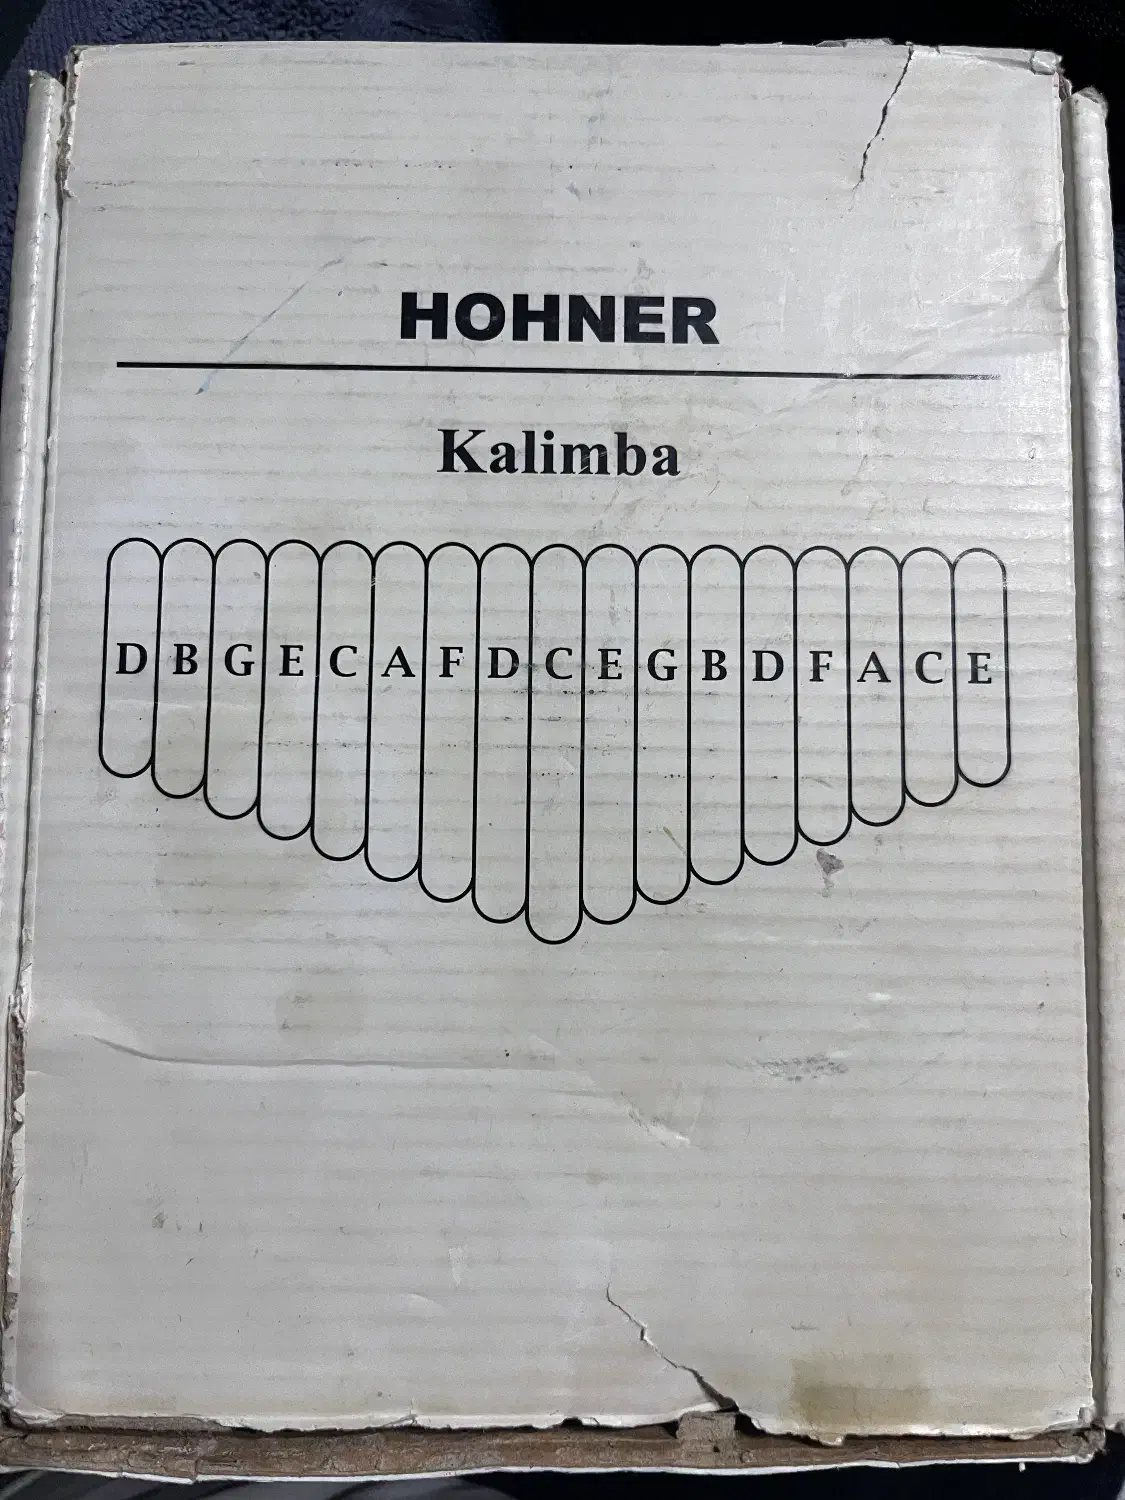 HOHNER
Kalimba
D B G E C A F D C E G B D F A C E